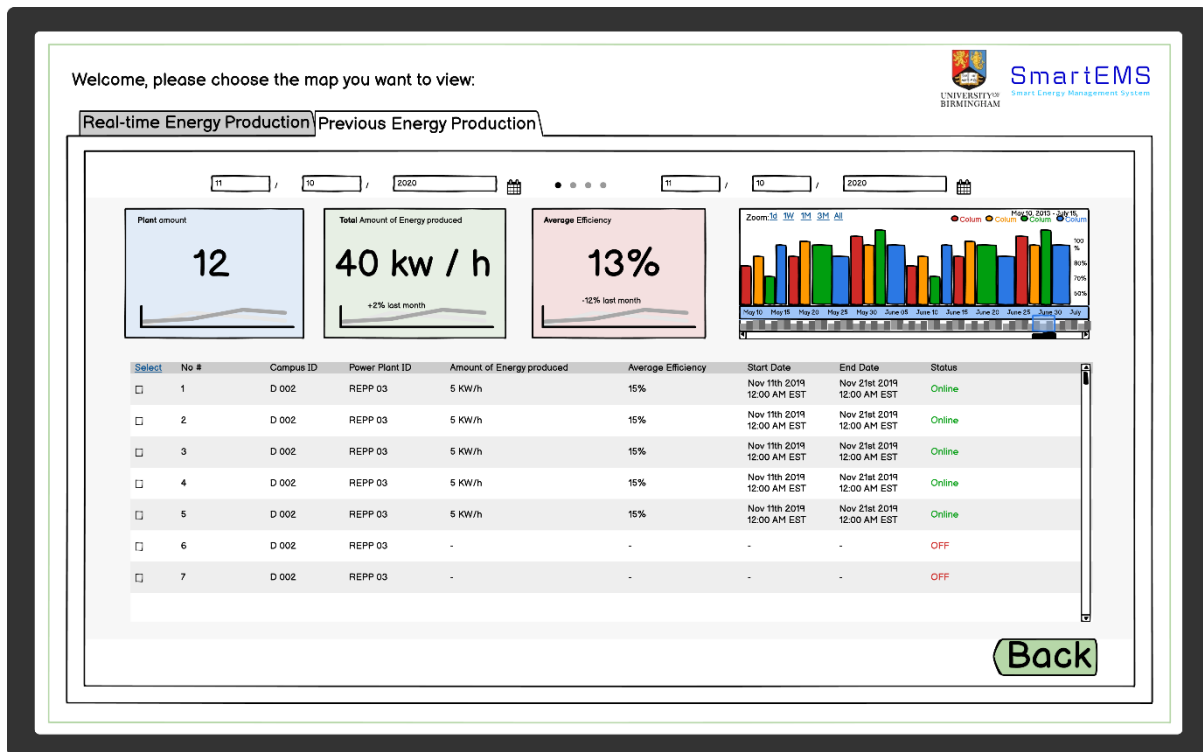 Welcome, please choose the map you want to view:
UNIVERSITY OF
BIRMINGHAM
SmartEMS
Smart Energy Management System
Real-time Energy Production
Previous Energy Production
11 / 10 / 2020
11 / 10 / 2020
Plant amount
12
Total Amount of Energy produced
40 kw / h
+2% last month
Average Efficiency
13%
-12% last month
Zoom: 1d 1W 1M 3M All
May 10, 2013 - July 15,
Colum Colum Colum Colum
100
%
80%
70%
50%
May 10 May 15 May 20 May 25 May 30 June 05 June 10 June 15 June 20 June 25 June 30 July
Select No # Campus ID Power Plant ID Amount of Energy produced Average Efficiency Start Date End Date Status
1 D 002 REPP 03 5 KW/h 15% Nov 11th 2019 Nov 21st 2019 Online
12:00 AM EST 12:00 AM EST
2 D 002 REPP 03 5 KW/h 15% Nov 11th 2019 Nov 21st 2019 Online
12:00 AM EST 12:00 AM EST
3 D 002 REPP 03 5 KW/h 15% Nov 11th 2019 Nov 21st 2019 Online
12:00 AM EST 12:00 AM EST
4 D 002 REPP 03 5 KW/h 15% Nov 11th 2019 Nov 21st 2019 Online
12:00 AM EST 12:00 AM EST
5 D 002 REPP 03 5 KW/h 15% Nov 11th 2019 Nov 21st 2019 Online
12:00 AM EST 12:00 AM EST
6 D 002 REPP 03 - - - - OFF
7 D 002 REPP 03 - - - - OFF
Back